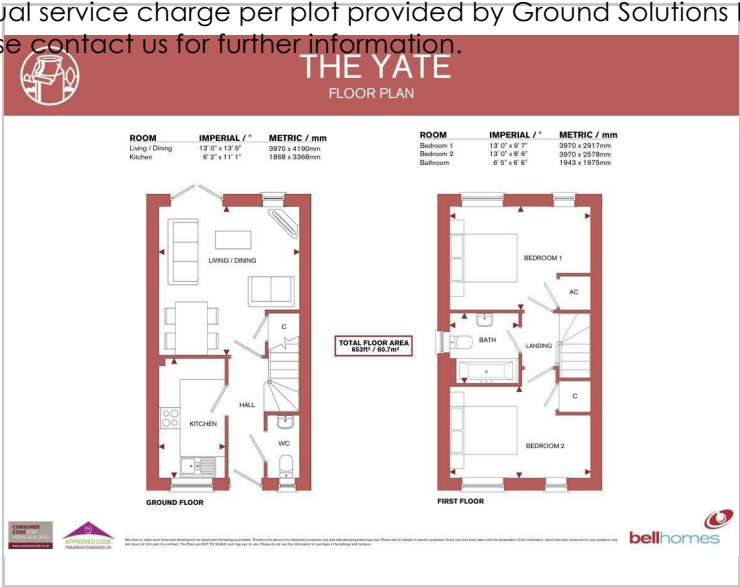 ual service charge per plot provided by Ground Solutions
se contact us for further information.
THE YATE
FLOOR PLAN
ROOM IMPERIAL / " METRIC / mm
Living / Dining 13' 0" x 13' 9" 3970 x 4190mm
Kitchen 6' 2" x 11' 1" 1868 x 3368mm
ROOM IMPERIAL / " METRIC / mm
Bedroom 1 13' 0" x 9' 7" 3970 x 2917mm
Bedroom 2 13' 0" x 8' 6" 3970 x 2578mm
Bathroom 6' 5" x 6' 6" 1943 x 1975mm
LIVING / DINING
C
KITCHEN
HALL
WC
GROUND FLOOR
TOTAL FLOOR AREA
653ft² / 60.7m²
BEDROOM 1
AC
BATH
LANDING
C
BEDROOM 2
FIRST FLOOR
CONSUMER
CODE FOR
HOME BUILDERS
APPROVED CODE
TRADINGSTANDARDS.UK
bellhomes